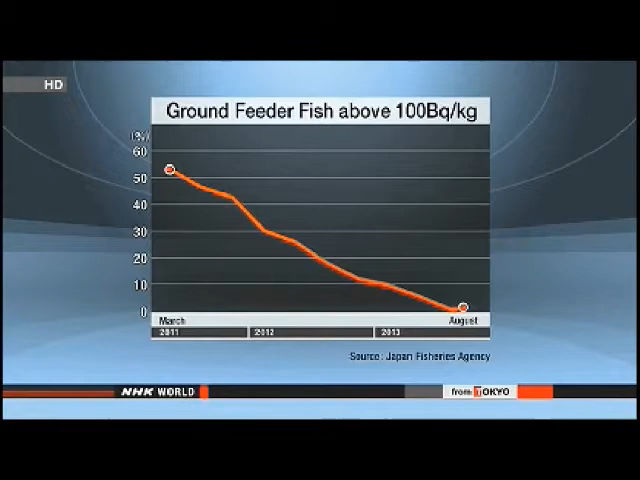 HD
Ground Feeder Fish above 100Bq/kg
(%)
60
50
40
30
20
10
0
March August
2011 2012 2013
Source: Japan Fisheries Agency
NHK WORLD from TOKYO